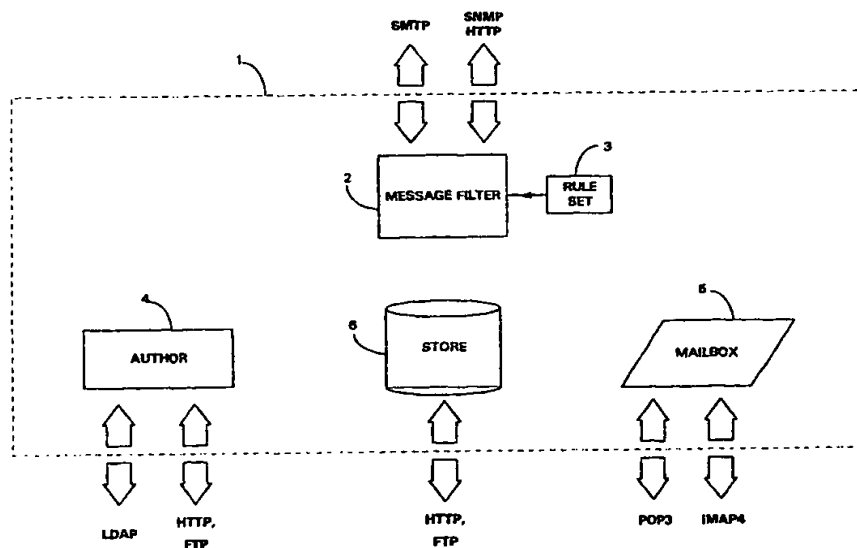 SMTP
SNMP
HTTP
1
3
2
MESSAGE FILTER
RULE
SET
4
AUTHOR
6
STORE
5
MAILBOX
LDAP
HTTP,
FTP
HTTP,
FTP
POP3
IMAP4